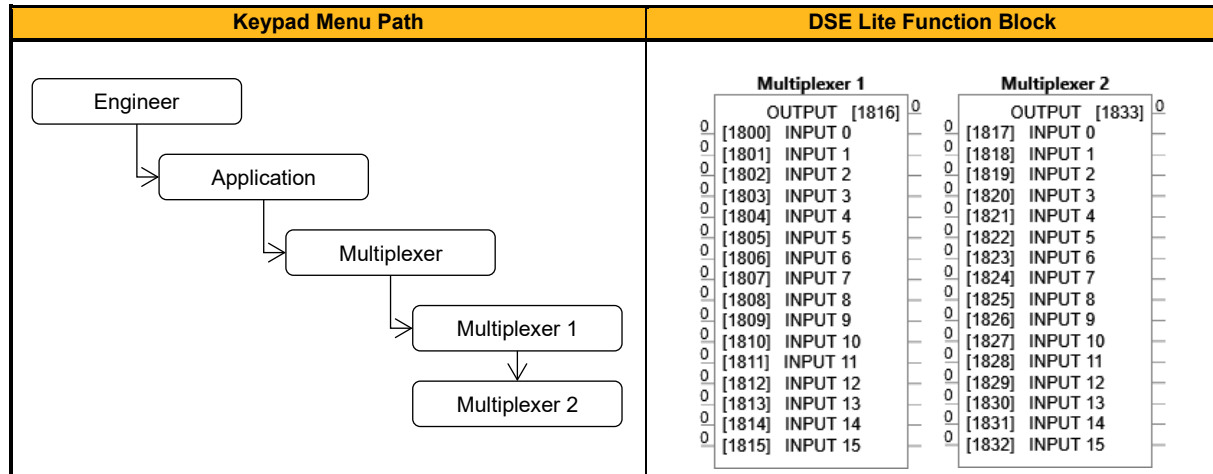 Keypad Menu Path
DSE Lite Function Block
Engineer
Application
Multiplexer
Multiplexer 1
Multiplexer 2
Multiplexer 1
OUTPUT [1816] 0
0 [1800] INPUT 0
0 [1801] INPUT 1
0 [1802] INPUT 2
0 [1803] INPUT 3
0 [1804] INPUT 4
0 [1805] INPUT 5
0 [1806] INPUT 6
0 [1807] INPUT 7
0 [1808] INPUT 8
0 [1809] INPUT 9
0 [1810] INPUT 10
0 [1811] INPUT 11
0 [1812] INPUT 12
0 [1813] INPUT 13
0 [1814] INPUT 14
0 [1815] INPUT 15
Multiplexer 2
OUTPUT [1833] 0
0 [1817] INPUT 0
0 [1818] INPUT 1
0 [1819] INPUT 2
0 [1820] INPUT 3
0 [1821] INPUT 4
0 [1822] INPUT 5
0 [1823] INPUT 6
0 [1824] INPUT 7
0 [1825] INPUT 8
0 [1826] INPUT 9
0 [1827] INPUT 10
0 [1828] INPUT 11
0 [1829] INPUT 12
0 [1830] INPUT 13
0 [1831] INPUT 14
0 [1832] INPUT 15